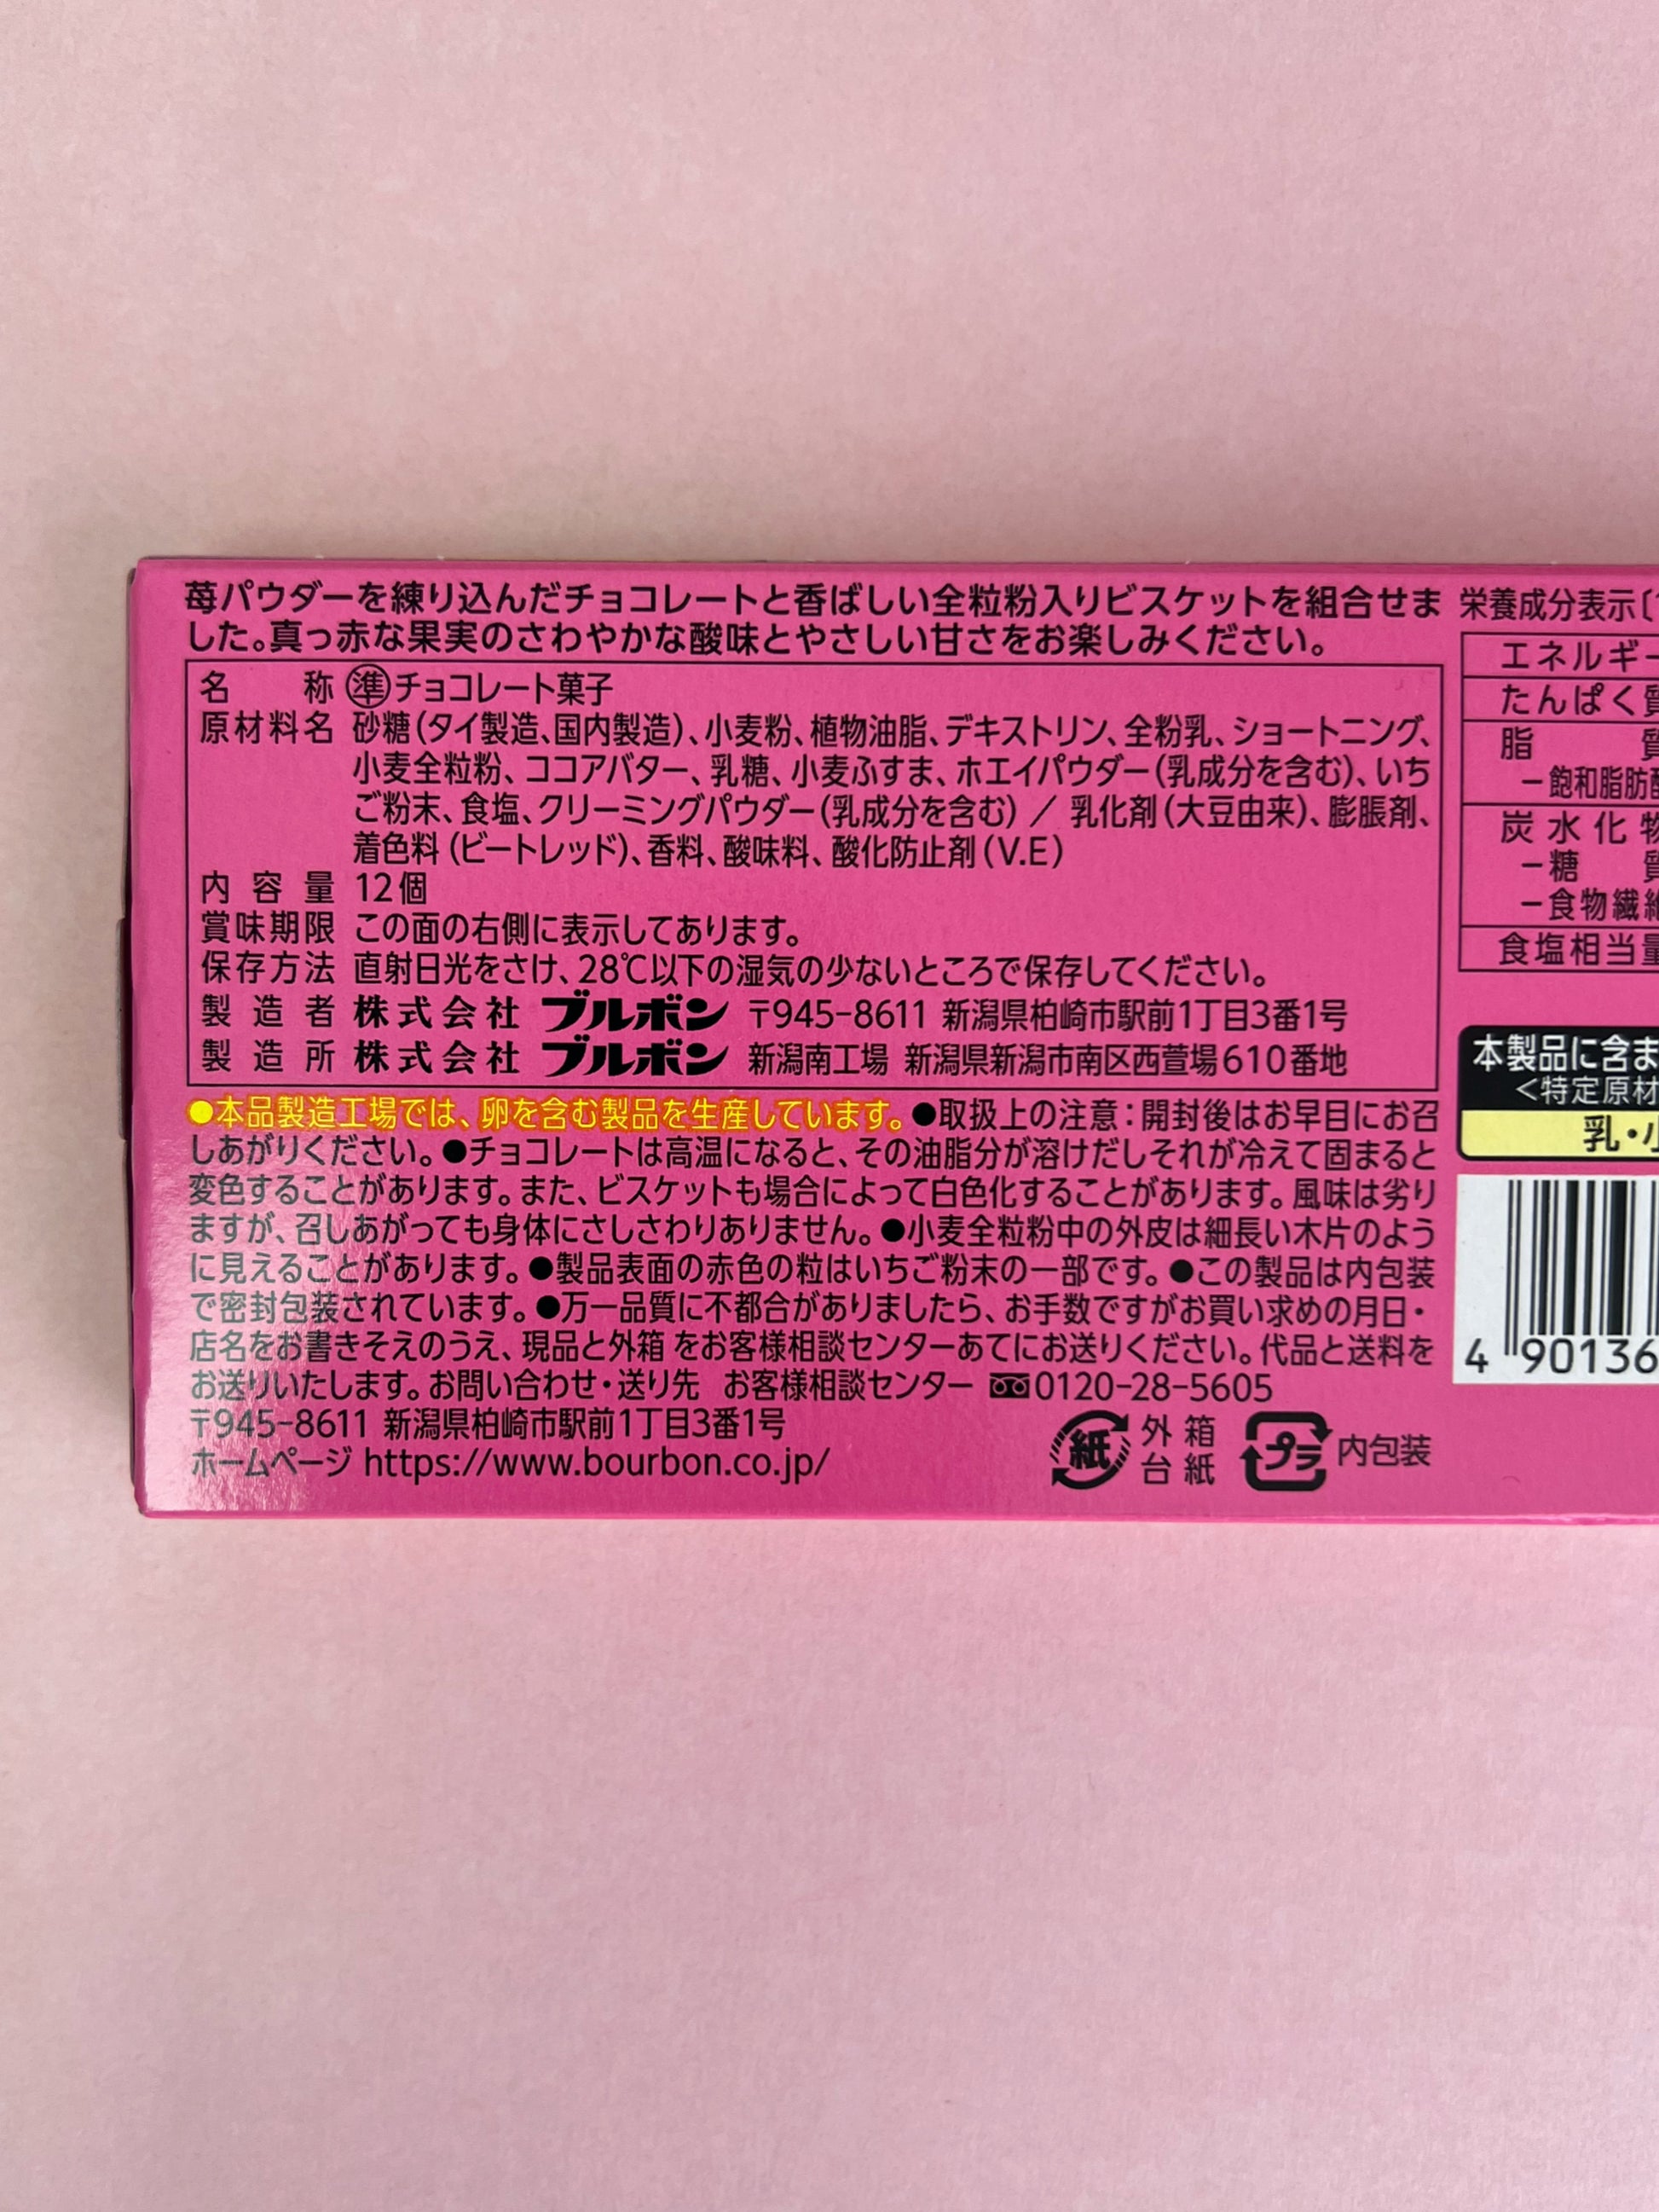 苺パウダーを練り込んだチョコレートと香ばしい全粒粉入りビスケットを組合せま
した。真っ赤な果実のさわやかな酸味とやさしい甘さをお楽しみください。
名称 ㊜チョコレート菓子
原材料名 砂糖(タイ製造、国内製造)、小麦粉、植物油脂、デキストリン、全粉乳、ショートニング、
小麦全粒粉、ココアバター、乳糖、小麦ふすま、ホエイパウダー(乳成分を含む)、いち
ご粉末、食塩、クリーミングパウダー(乳成分を含む) / 乳化剤(大豆由来)、膨脹剤、
着色料(ビートレッド)、香料、酸味料、酸化防止剤(V.E)
内容量 12個
賞味期限 この面の右側に表示してあります。
保存方法 直射日光をさけ、28℃以下の湿気の少ないところで保存してください。
製造者 株式会社 ブルボン 〒945-8611 新潟県柏崎市駅前1丁目3番1号
製造所 株式会社 ブルボン 新潟南工場 新潟県新潟市南区西萱場610番地
●本品製造工場では、卵を含む製品を生産しています。●取扱上の注意:開封後はお早目にお召
しあがりください。●チョコレートは高温になると、その油脂分が溶けだしそれが冷えて固まると
変色することがあります。また、ビスケットも場合によって白色化することがあります。風味は劣り
ますが、召しあがっても身体にさしさわりありません。●小麦全粒粉中の外皮は細長い木片のよう
に見えることがあります。●製品表面の赤色の粒はいちご粉末の一部です。●この製品は内包装
で密封包装されています。●万一品質に不都合がありましたら、お手数ですがお買い求めの月日・
店名をお書きそえのうえ、現品と外箱をお客様相談センターあてにお送りください。代品と送料を
お送りいたします。お問い合わせ・送り先 お客様相談センター 0120-28-5605
〒945-8611 新潟県柏崎市駅前1丁目3番1号
ホームページ https://www.bourbon.co.jp/
紙 外箱 台紙 プラ 内包装
栄養成分表示
エネルギー
たんぱく質
脂質
-飽和脂肪酸
炭水化物
-糖質
-食物繊維
食塩相当量
本製品に含ま
<特定原材
乳・小
4 90136